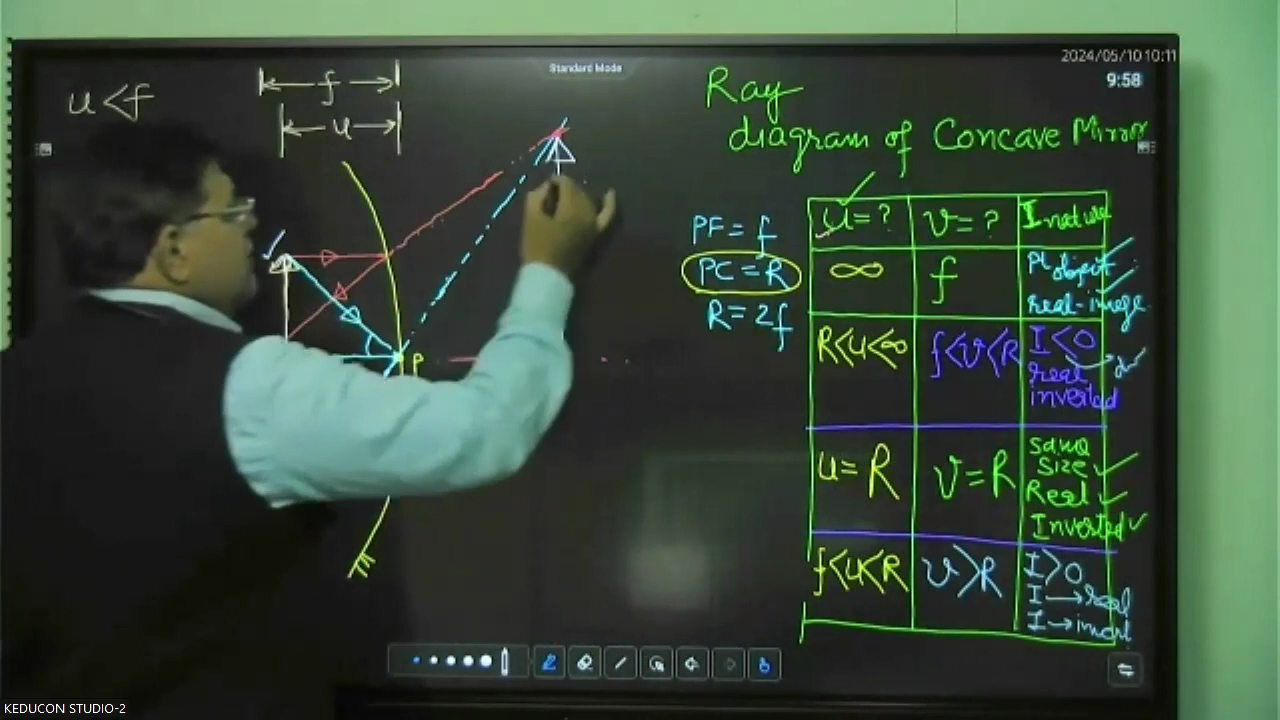 2024/05/10 10:11
9:58
Standard Mode
u<f
f
u
P
Ray
diagram of Concave Mirror
PF = f
PC = R
R = 2f
u=? v=? I nature
∞ f Pt object
real-image
R<u<∞ f<v<R I<O
real
inverted
u=R v=R same
size
Real
Inverted
f<u<R v>R I>O
I→real
I→invert
KEDUCON STUDIO-2